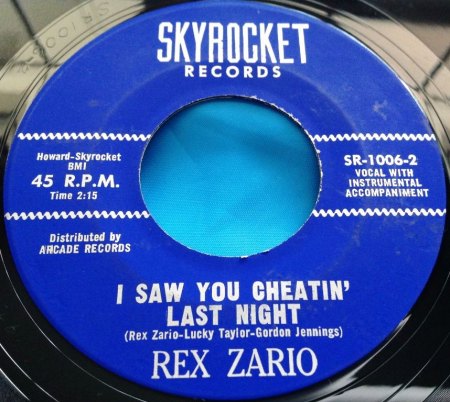 SKYROCKET
RECORDS
Howard-Skyrocket
BMI
45 R.P.M.
Time 2:15
SR-1006-2
VOCAL WITH
INSTRUMENTAL
ACCOMPANIMENT
Distributed by
ARCADE RECORDS
I SAW YOU CHEATIN'
LAST NIGHT
(Rex Zario-Lucky Taylor-Gordon Jennings)
REX ZARIO